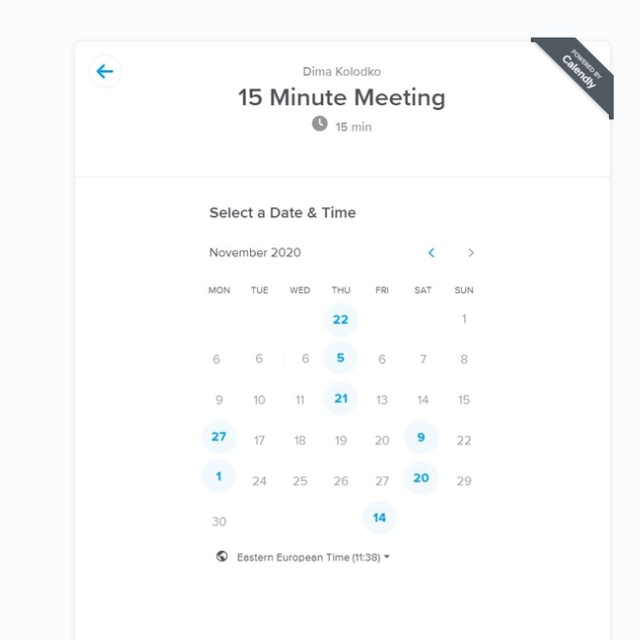 POWERED BY
Calendly
Dima Kolodko
15 Minute Meeting
15 min
Select a Date & Time
November 2020
MON TUE WED THU FRI SAT SUN
22 1
6 6 6 5 6 7 8
9 10 11 21 13 14 15
27 17 18 19 20 9 22
1 24 25 26 27 20 29
30 14
Eastern European Time (11:38)